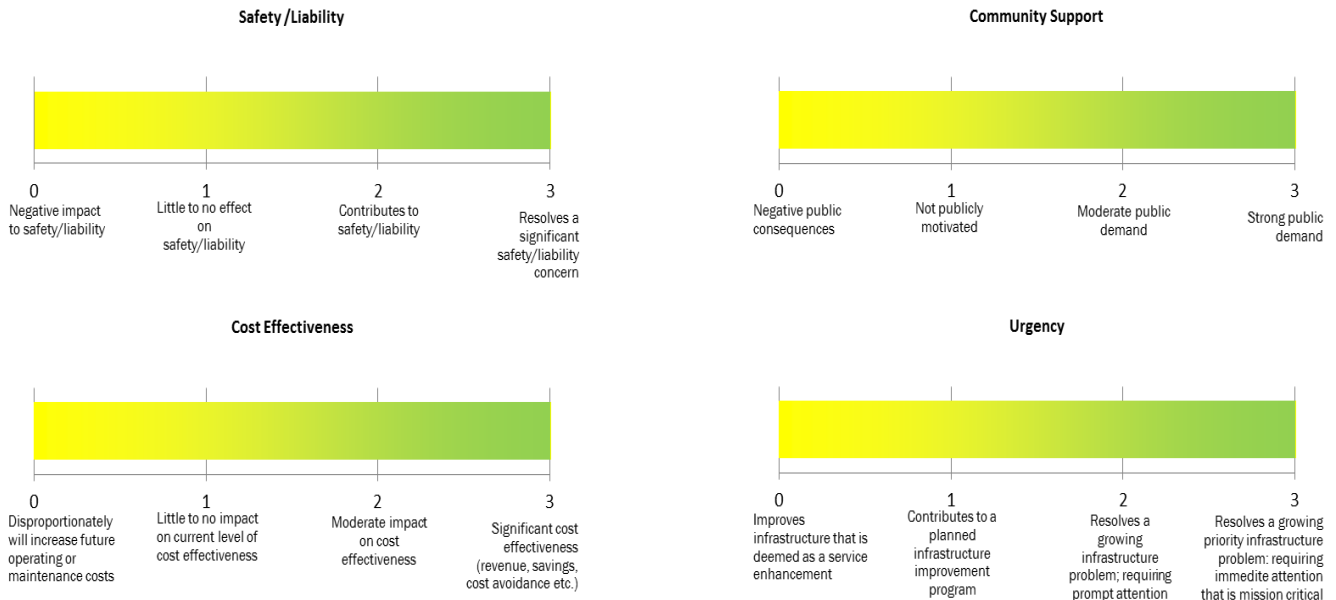 Safety /Liability
0
Negative impact
to safety/liability
1
Little to no effect
on
safety/liability
2
Contributes to
safety/liability
3
Resolves a
significant
safety/liability
concern
Community Support
0
Negative public
consequences
1
Not publicly
motivated
2
Moderate public
demand
3
Strong public
demand
Cost Effectiveness
0
Disproportionately
will increase future
operating or
maintenance costs
1
Little to no impact
on current level of
cost effectiveness
2
Moderate impact
on cost
effectiveness
3
Significant cost
effectiveness
(revenue, savings,
cost avoidance etc.)
Urgency
0
Improves
infrastructure that is
deemed as a service
enhancement
1
Contributes to a
planned
infrastructure
improvement
program
2
Resolves a
growing
infrastructure
problem; requiring
prompt attention
3
Resolves a growing
priority infrastructure
problem: requiring
immedite attention
that is mission critical